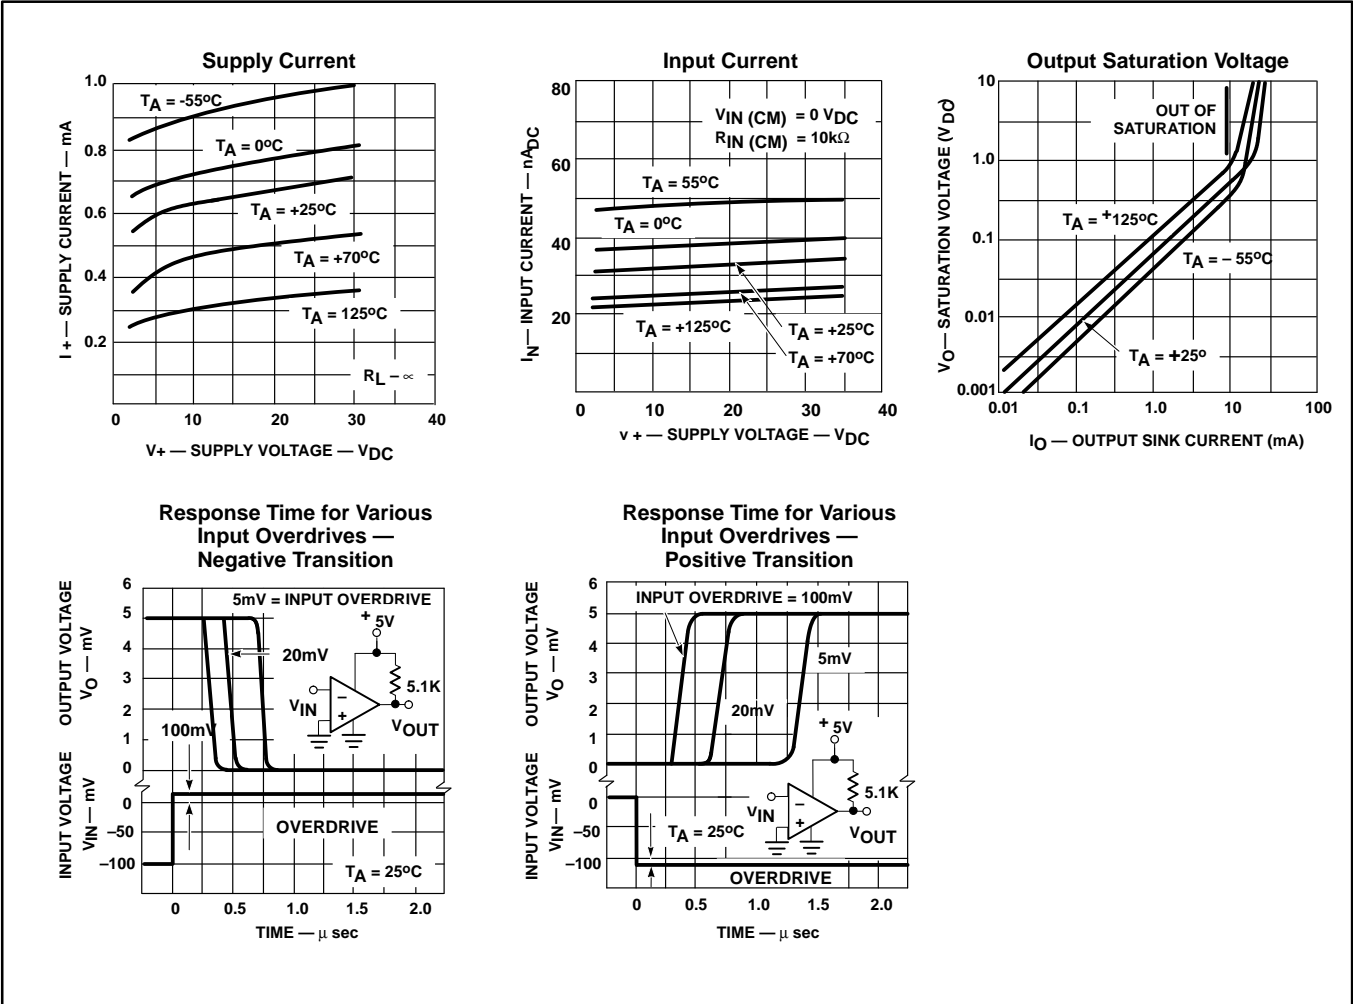 Supply Current
1.0
0.8
0.6
0.4
0.2
I +— SUPPLY CURRENT — mA
TA = -55ºC
TA = 0ºC
TA = +25ºC
TA = +70ºC
TA = 125ºC
RL – ∝
0 10 20 30 40
V+ — SUPPLY VOLTAGE — VDC
Input Current
80
60
40
20
IN— INPUT CURRENT — nADC
VIN (CM) = 0 VDC
RIN (CM) = 10kΩ
TA = 55ºC
TA = 0ºC
TA = +125ºC
TA = +25ºC
TA = +70ºC
0 10 20 30 40
v + — SUPPLY VOLTAGE — VDC
Output Saturation Voltage
10
1.0
0.1
0.01
0.001
VO— SATURATION VOLTAGE (VDC)
OUT OF
SATURATION
TA = +125ºC
TA = – 55ºC
TA = +25º
0.01 0.1 1.0 10 100
IO — OUTPUT SINK CURRENT (mA)
Response Time for Various
Input Overdrives —
Negative Transition
OUTPUT VOLTAGE
VO — mV
6
5
4
3
2
1
0
5mV = INPUT OVERDRIVE
20mV
100mV
+ 5V
5.1K
VIN
–
+
VOUT
INPUT VOLTAGE
VIN— mV
0
–50
–100
OVERDRIVE
TA = 25ºC
0 0.5 1.0 1.5 2.0
TIME — μ sec
Response Time for Various
Input Overdrives —
Positive Transition
OUTPUT VOLTAGE
VO — mV
6
5
4
3
2
1
0
INPUT OVERDRIVE = 100mV
5mV
20mV
+ 5V
5.1K
VIN
–
+
VOUT
INPUT VOLTAGE
VIN— mV
0
–50
–100
TA = 25ºC
OVERDRIVE
0 0.5 1.0 1.5 2.0
TIME — μ sec